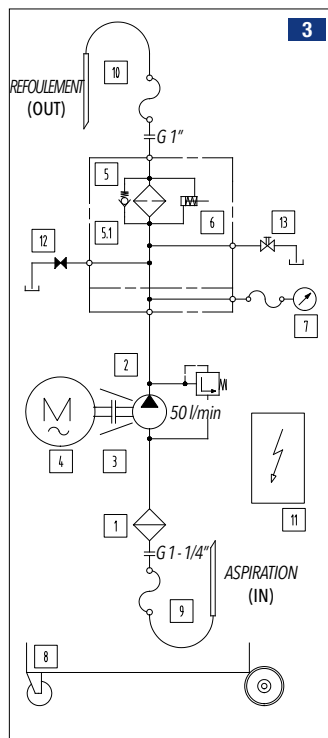 3
10
REFOULEMENT
(OUT)
G 1"
5
5.1
6
12
13
7
2
50 l/min
M
4
3
11
1
G 1 - 1/4"
ASPIRATION
(IN)
9
8